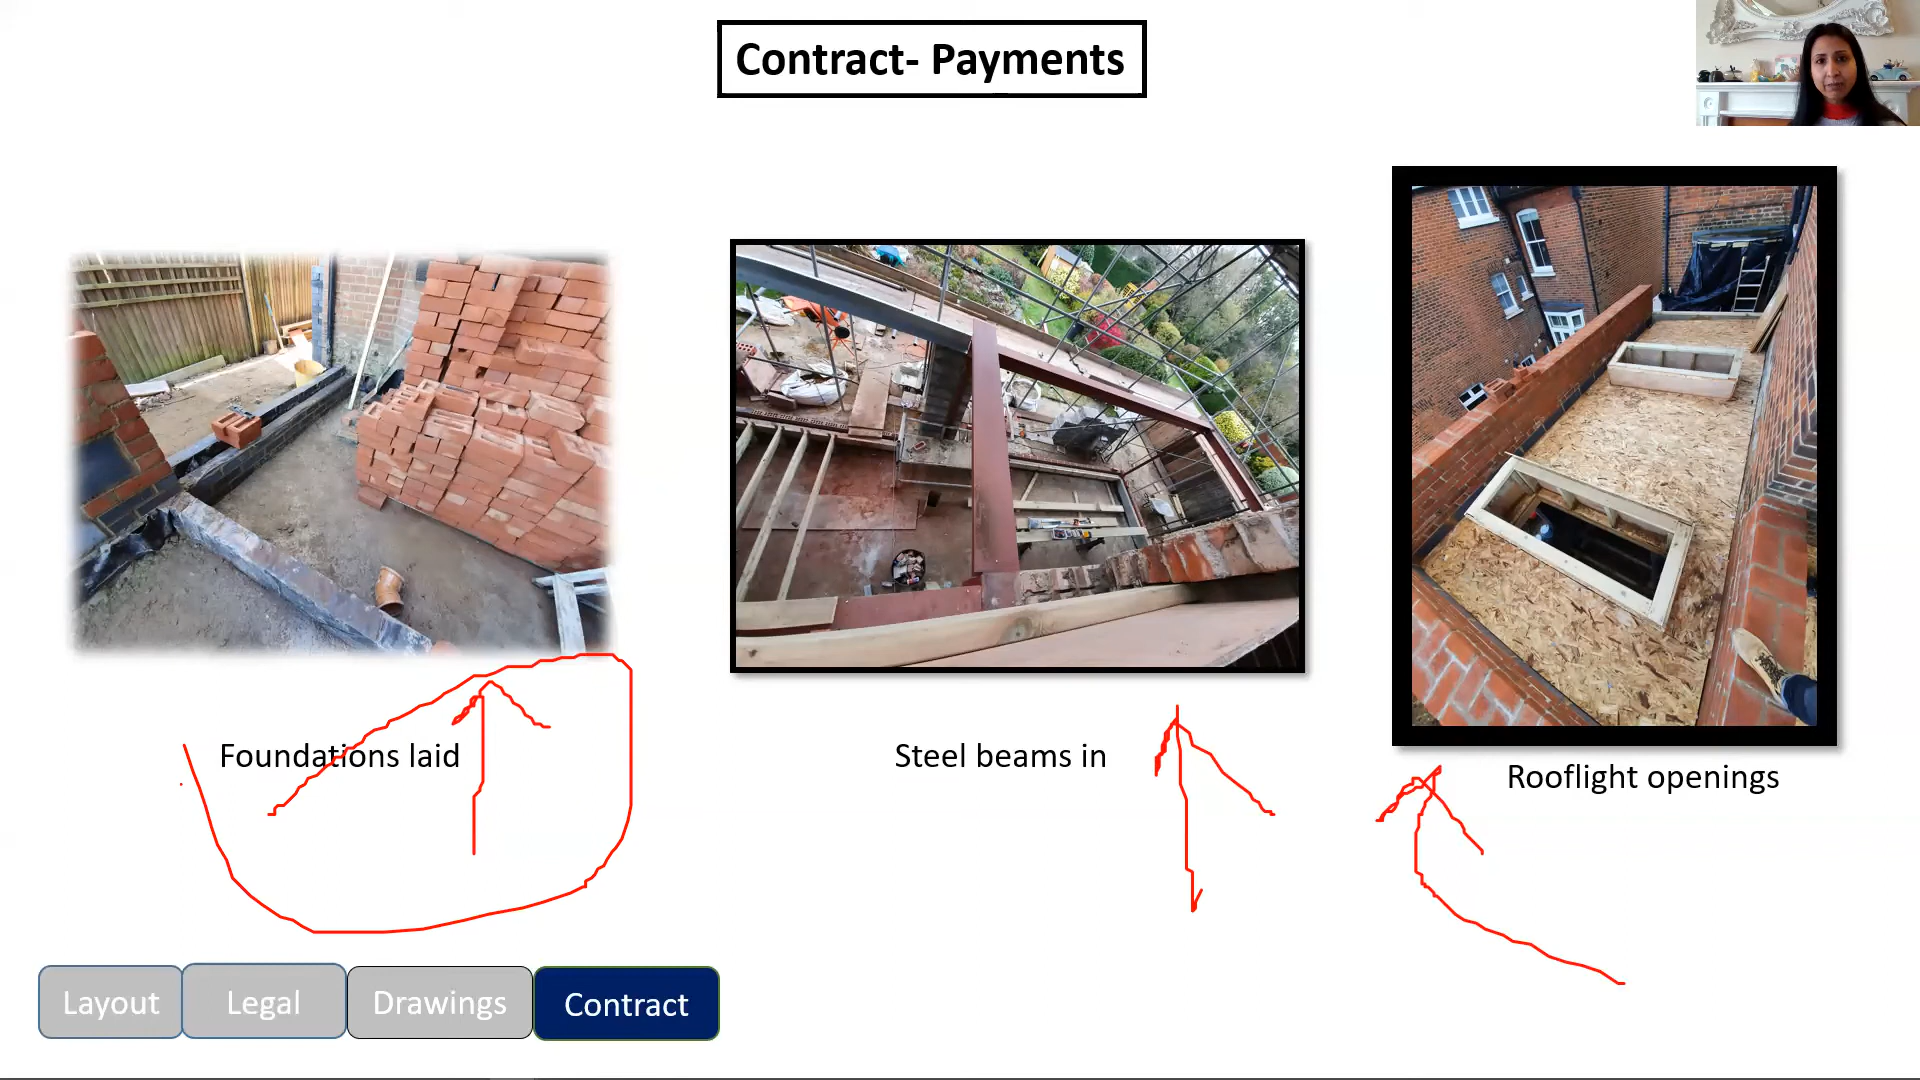 Contract- Payments
Foundations laid
Steel beams in
Rooflight openings
Layout
Legal
Drawings
Contract